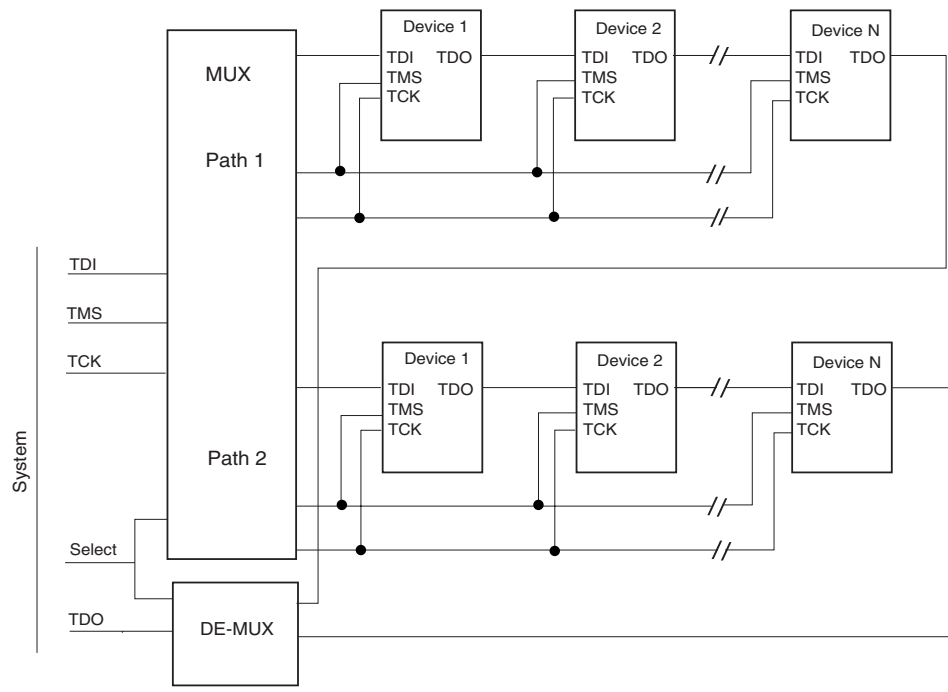 Device 1
TDI TDO
TMS
TCK
Device 2
TDI TDO
TMS
TCK
Device N
TDI TDO
TMS
TCK
MUX
Path 1
Path 2
System
TDI
TMS
TCK
Select
TDO
DE-MUX
Device 1
TDI TDO
TMS
TCK
Device 2
TDI TDO
TMS
TCK
Device N
TDI TDO
TMS
TCK